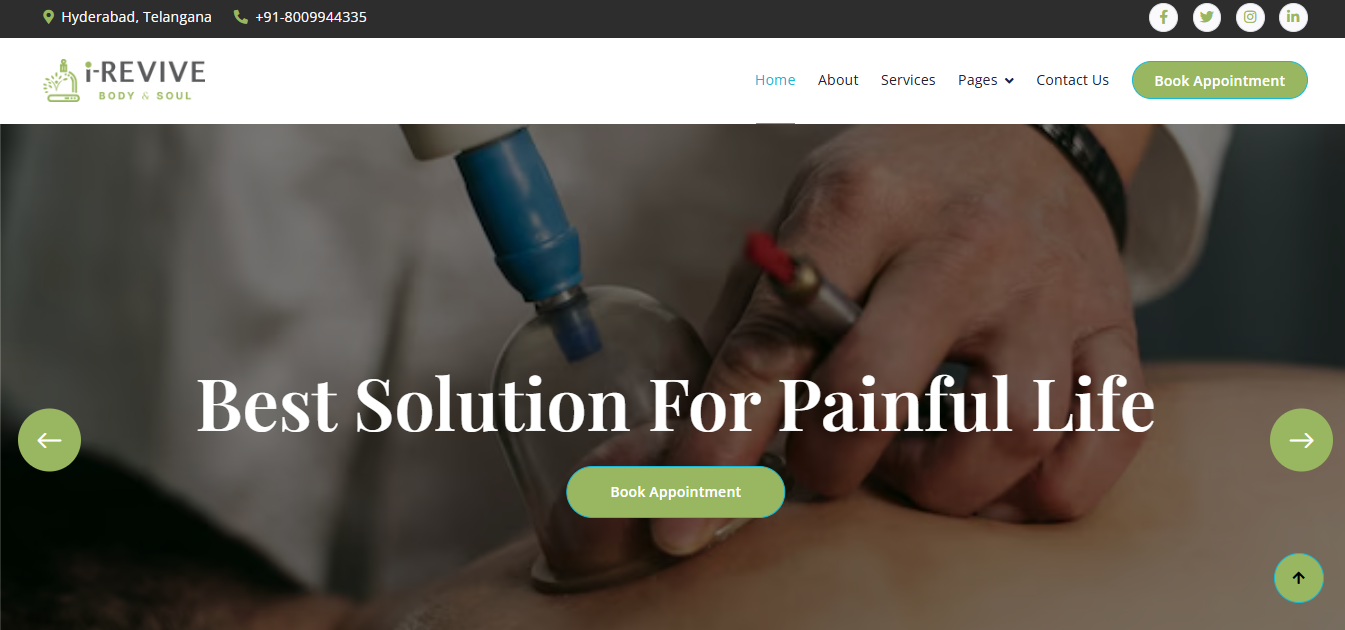 Hyderabad, Telangana +91-8009944335
i-REVIVE
BODY & SOUL
Home About Services Pages Contact Us Book Appointment
Best Solution For Painful Life
Book Appointment